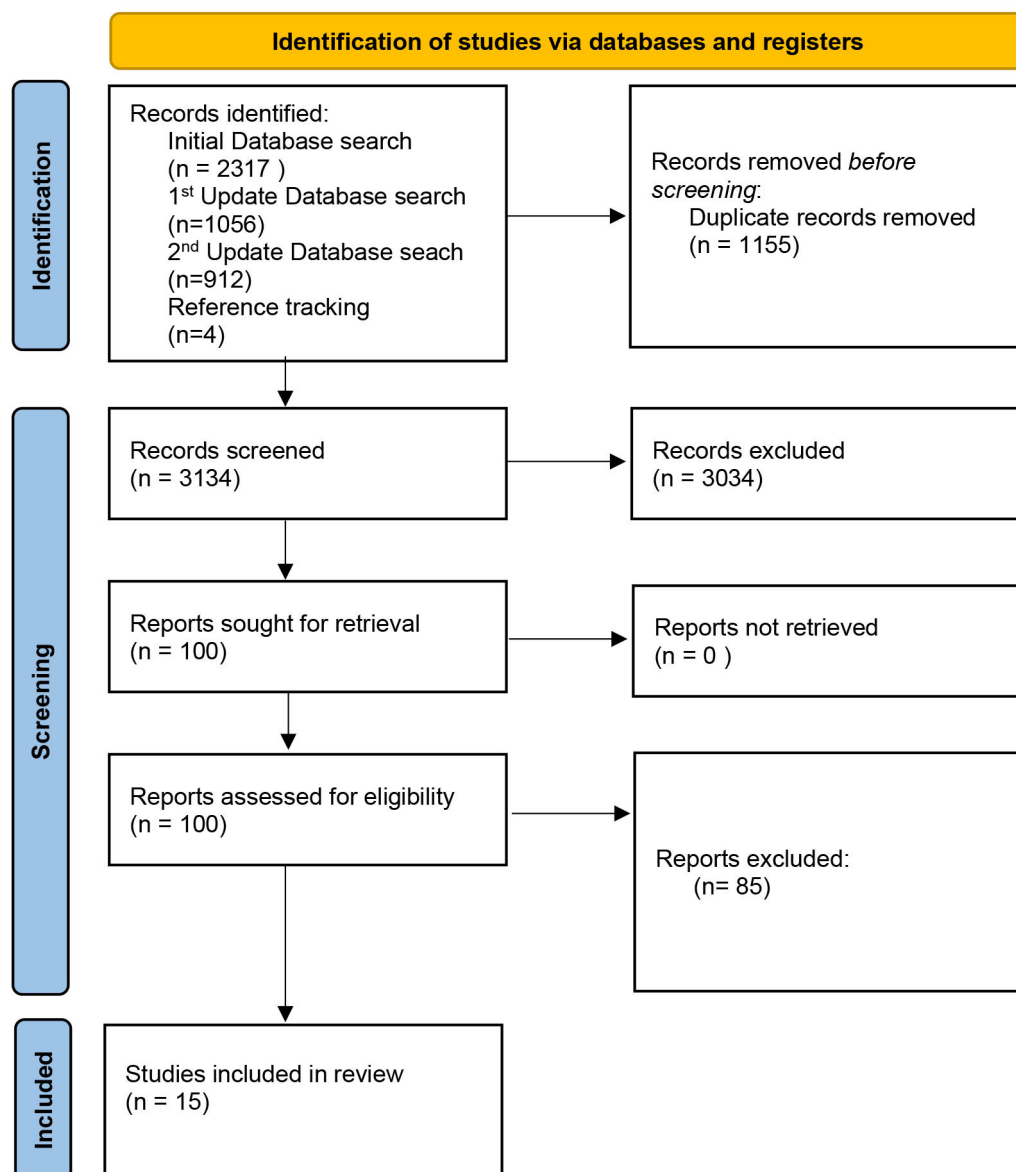 Identification of studies via databases and registers
Identification
Records identified:
Initial Database search
(n = 2317 )
1st Update Database search
(n=1056)
2nd Update Database seach
(n=912)
Reference tracking
(n=4)
Records removed before
screening:
Duplicate records removed
(n = 1155)
Screening
Records screened
(n = 3134)
Records excluded
(n = 3034)
Reports sought for retrieval
(n = 100)
Reports not retrieved
(n = 0 )
Reports assessed for eligibility
(n = 100)
Reports excluded:
(n= 85)
Included
Studies included in review
(n = 15)